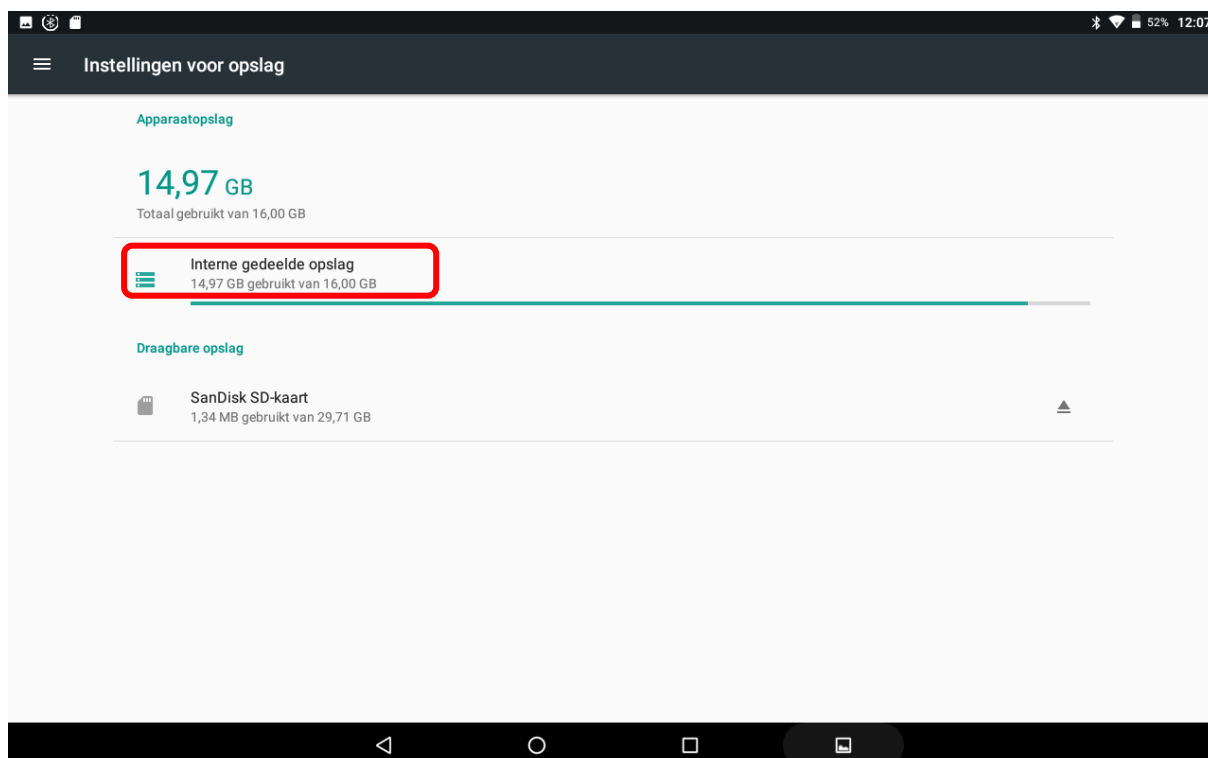 52% 12:07
Instellingen voor opslag
Apparaatopslag
14,97 GB
Totaal gebruikt van 16,00 GB
Interne gedeelde opslag
14,97 GB gebruikt van 16,00 GB
Draagbare opslag
SanDisk SD-kaart
1,34 MB gebruikt van 29,71 GB